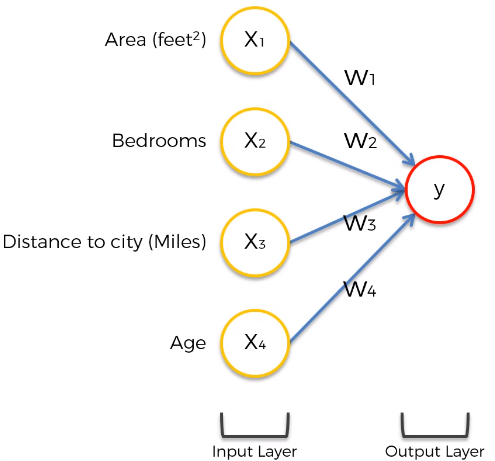 Area (feet²) X₁
W₁
Bedrooms X₂ W₂
y
Distance to city (Miles) X₃ W₃
W₄
Age X₄
Input Layer Output Layer